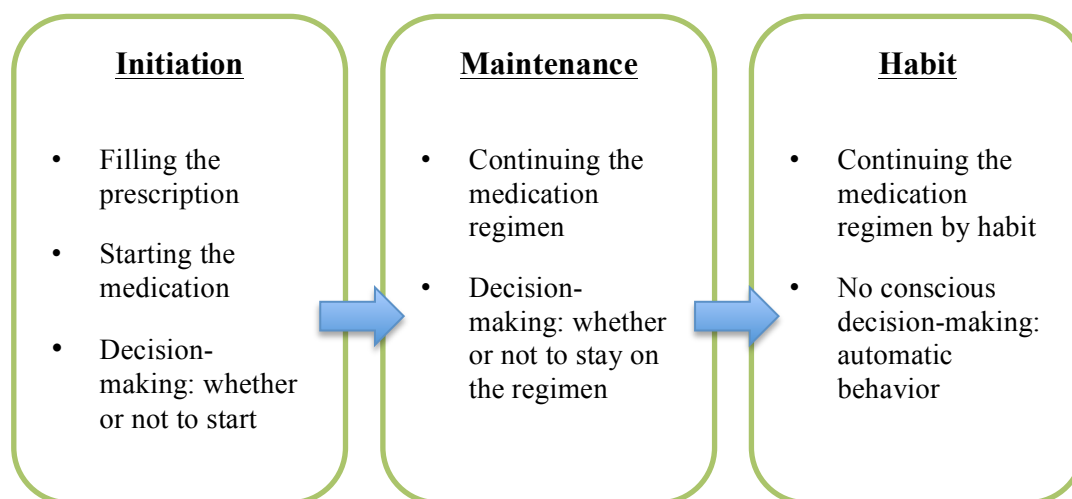 Initiation
• Filling the
prescription
• Starting the
medication
• Decision-
making: whether
or not to start
Maintenance
• Continuing the
medication
regimen
• Decision-
making: whether
or not to stay on
the regimen
Habit
• Continuing the
medication
regimen by habit
• No conscious
decision-making:
automatic
behavior